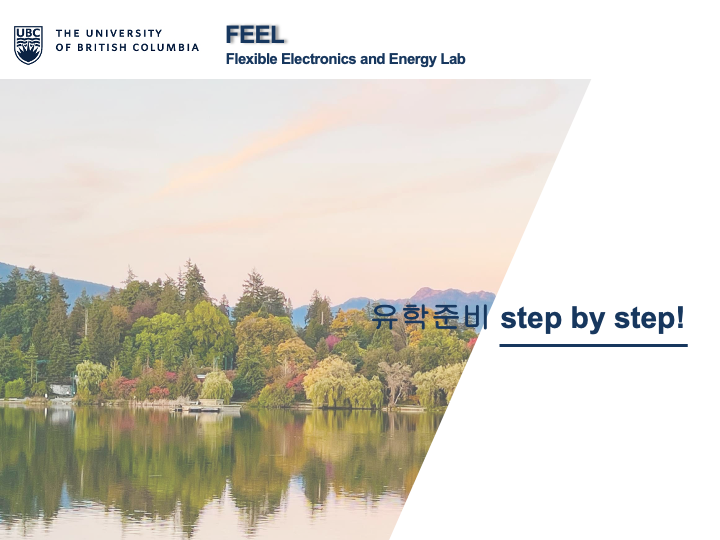 UBC
THE UNIVERSITY
OF BRITISH COLUMBIA
FEEL
Flexible Electronics and Energy Lab
유학준비 step by step!